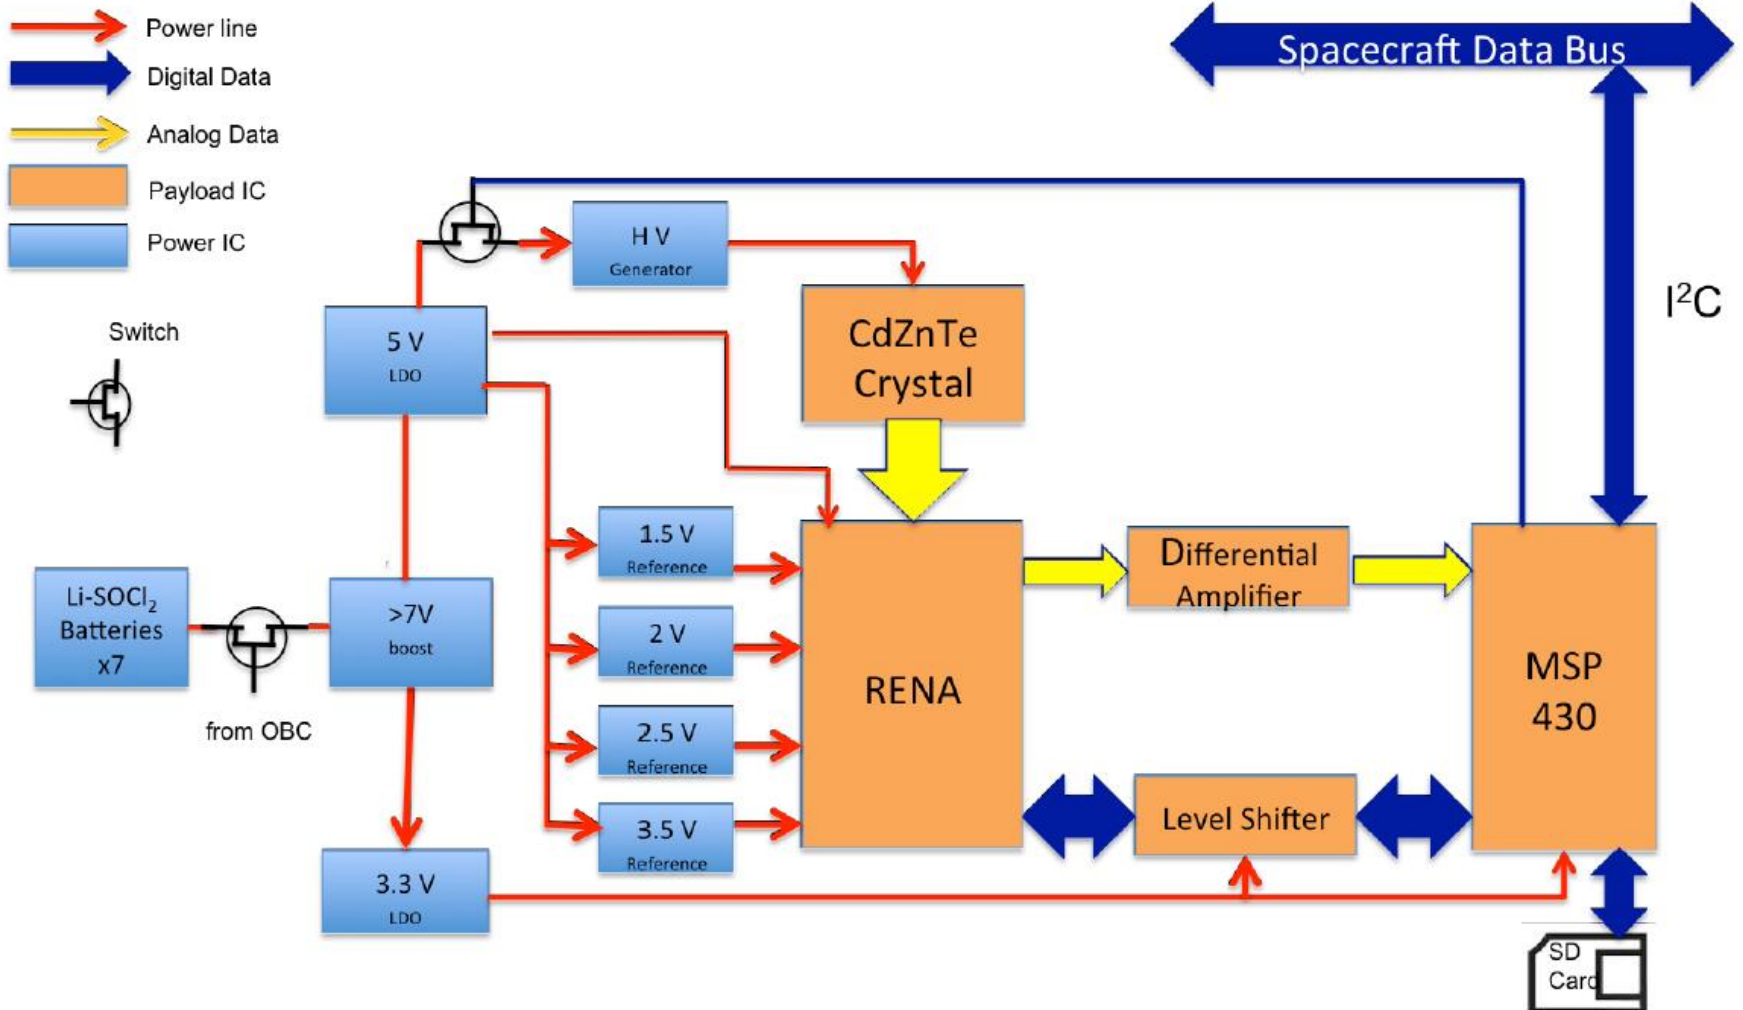 Power line
Digital Data
Analog Data
Payload IC
Power IC
Switch
Spacecraft Data Bus
I²C
H V
Generator
5 V
LDO
CdZnTe
Crystal
1.5 V
Reference
2 V
Reference
2.5 V
Reference
3.5 V
Reference
Li-SOCl₂
Batteries
x7
from OBC
>7V
boost
3.3 V
LDO
RENA
Differential
Amplifier
Level Shifter
MSP
430
SD
Card